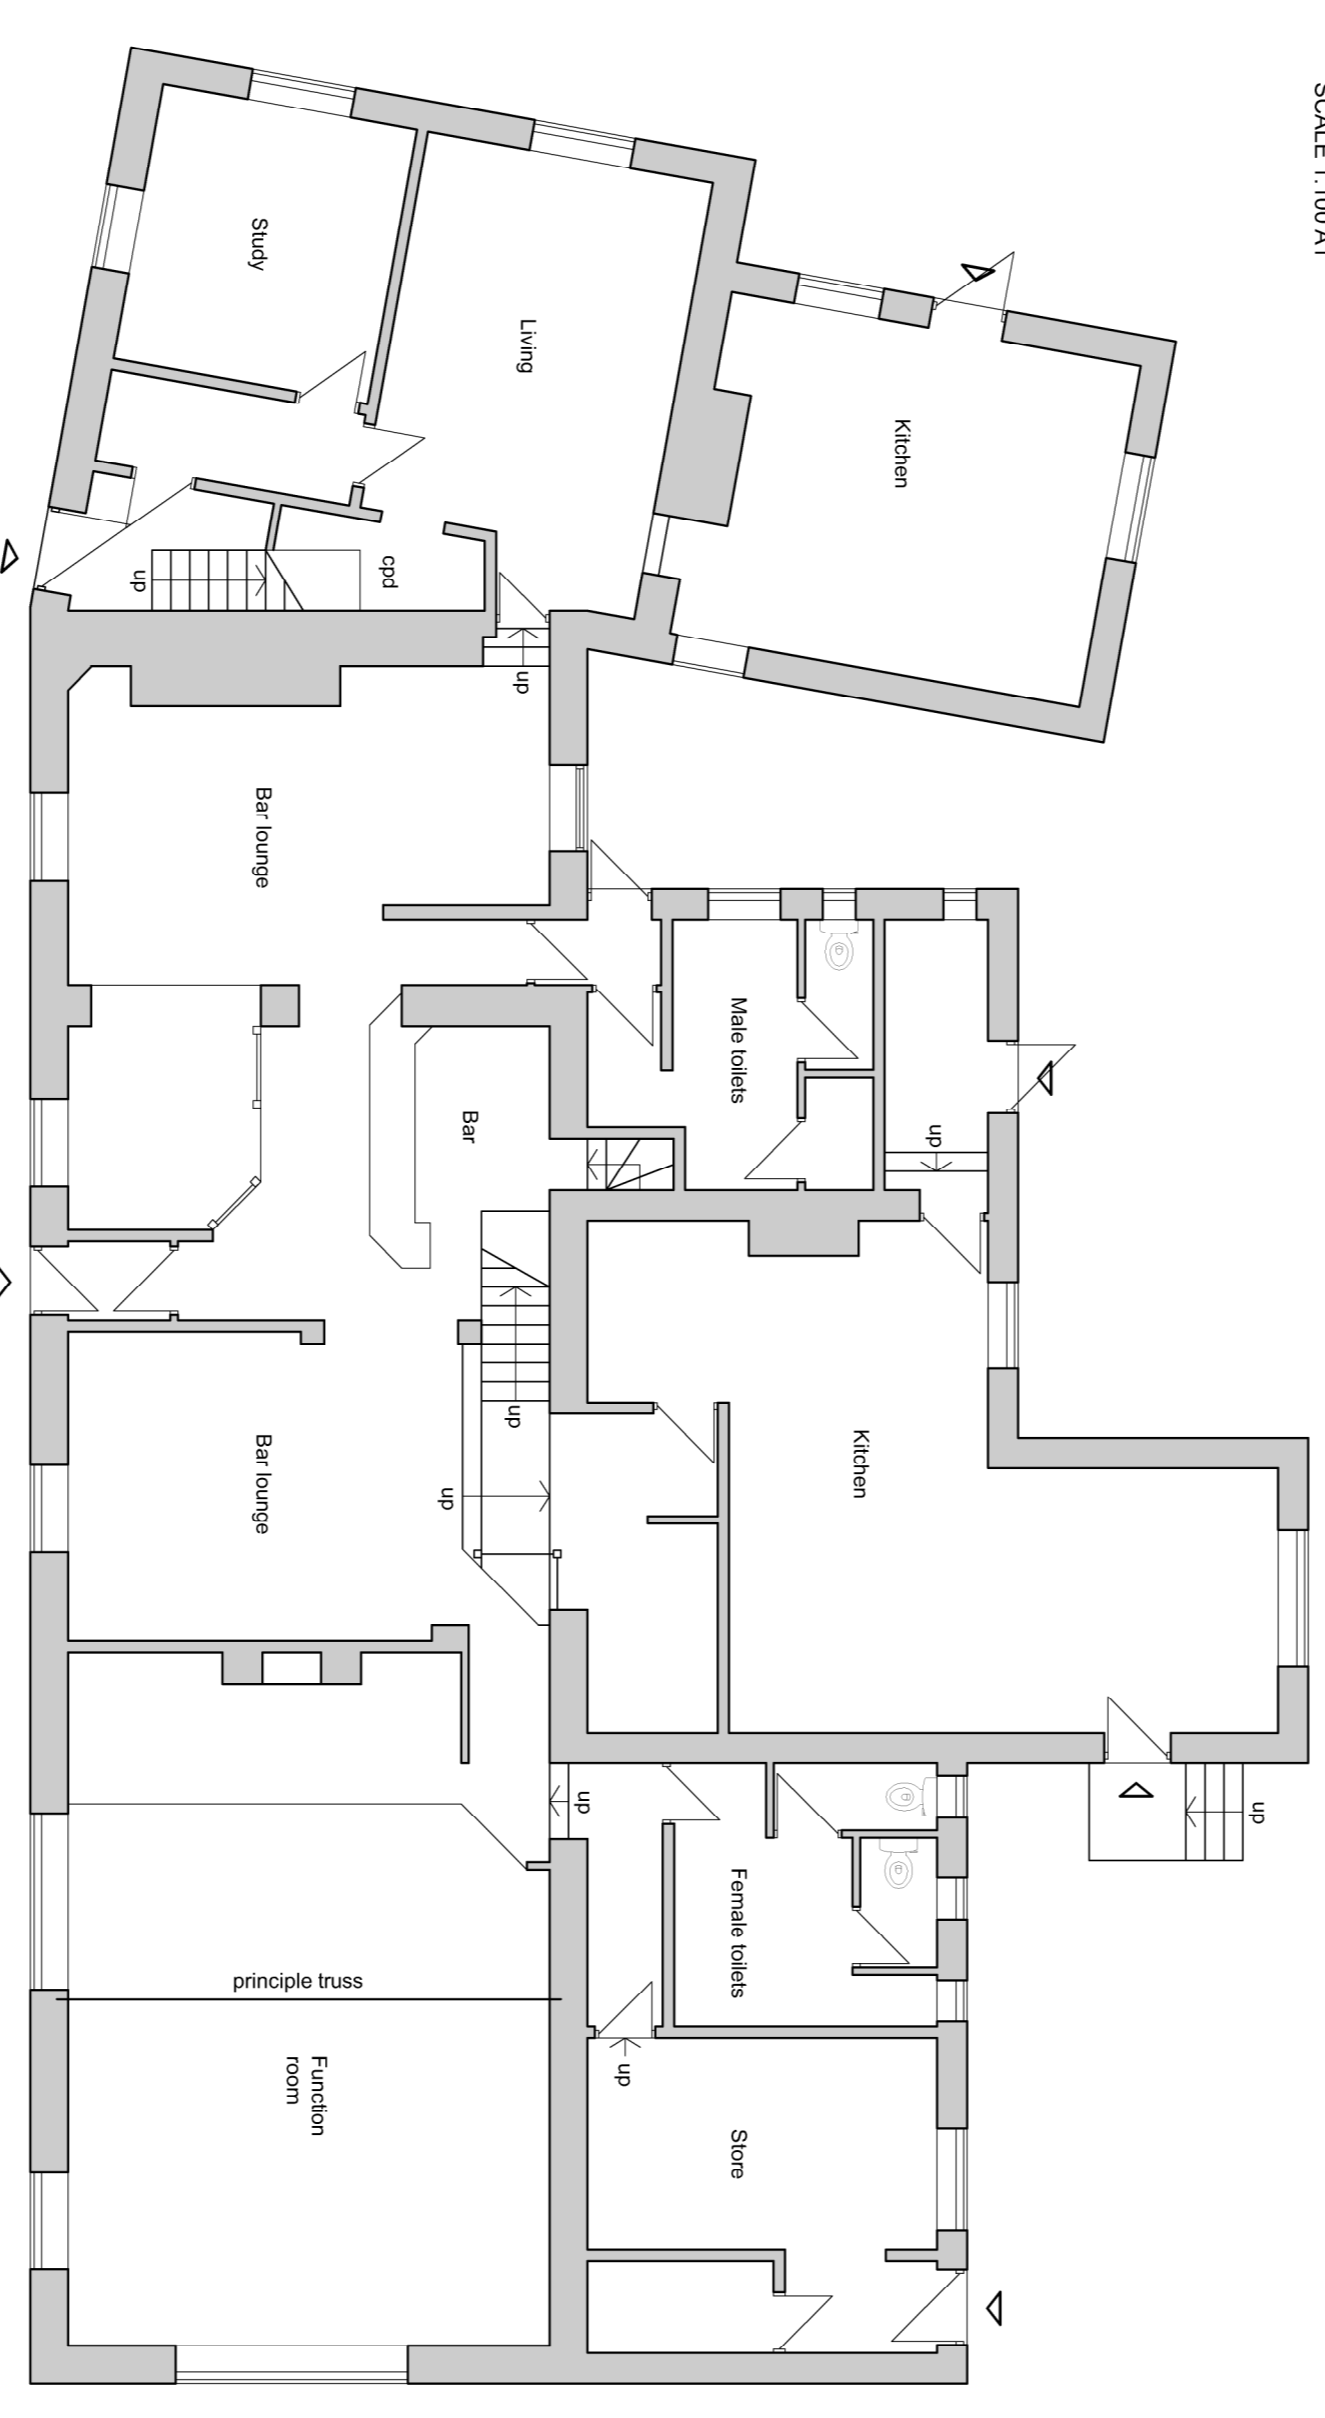 SCALE 1:100 A1
Study
Living
Kitchen
cpd
up
up
Bar lounge
Male toilets
up
Bar
up
Bar lounge
Kitchen
up
up
up
Female toilets
principle truss
Function
room
up
Store